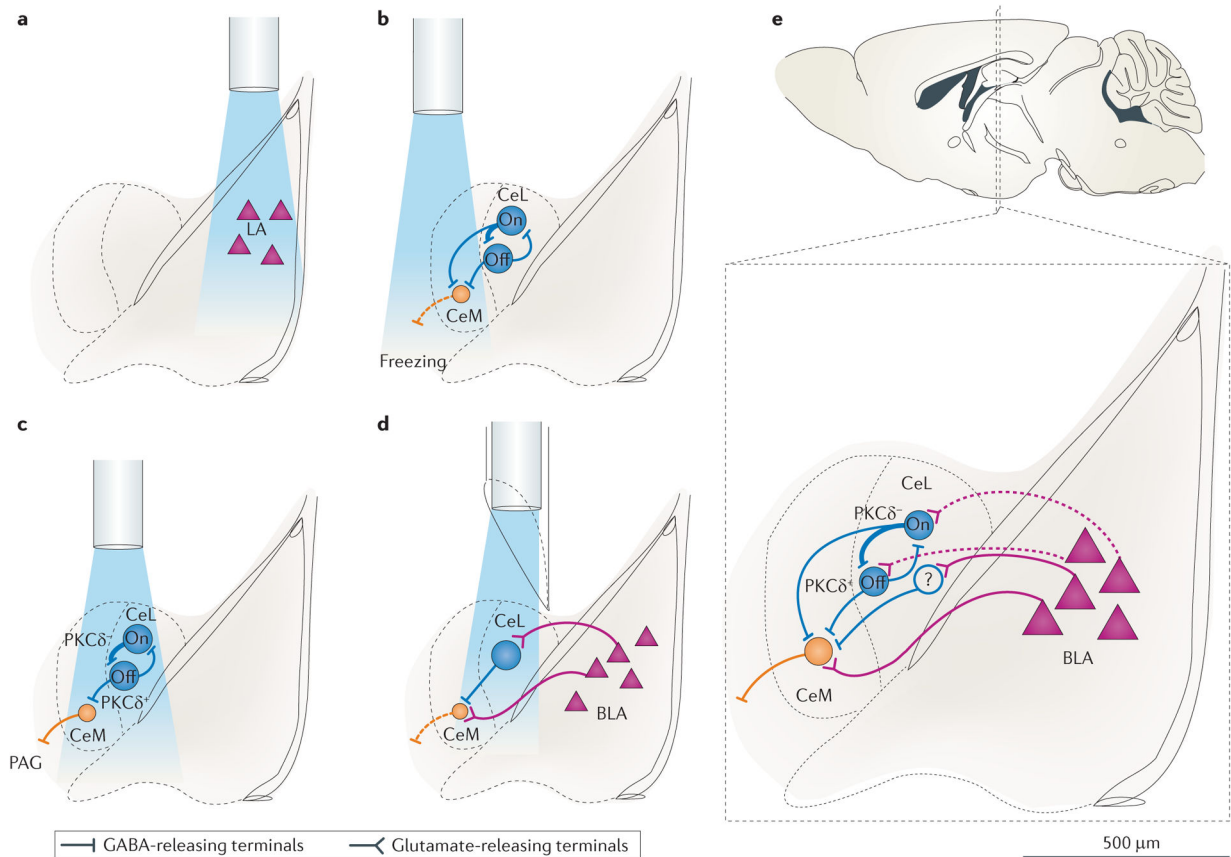 a
LA
b
CeL
On
Off
CeM
Freezing
c
CeL
PKCδ⁻
On
Off
PKCδ⁺
CeM
PAG
d
CeL
CeM
BLA
e
CeL
PKCδ⁻
On
PKCδ⁺
Off
?
BLA
CeM
GABA-releasing terminals
Glutamate-releasing terminals
500 μm